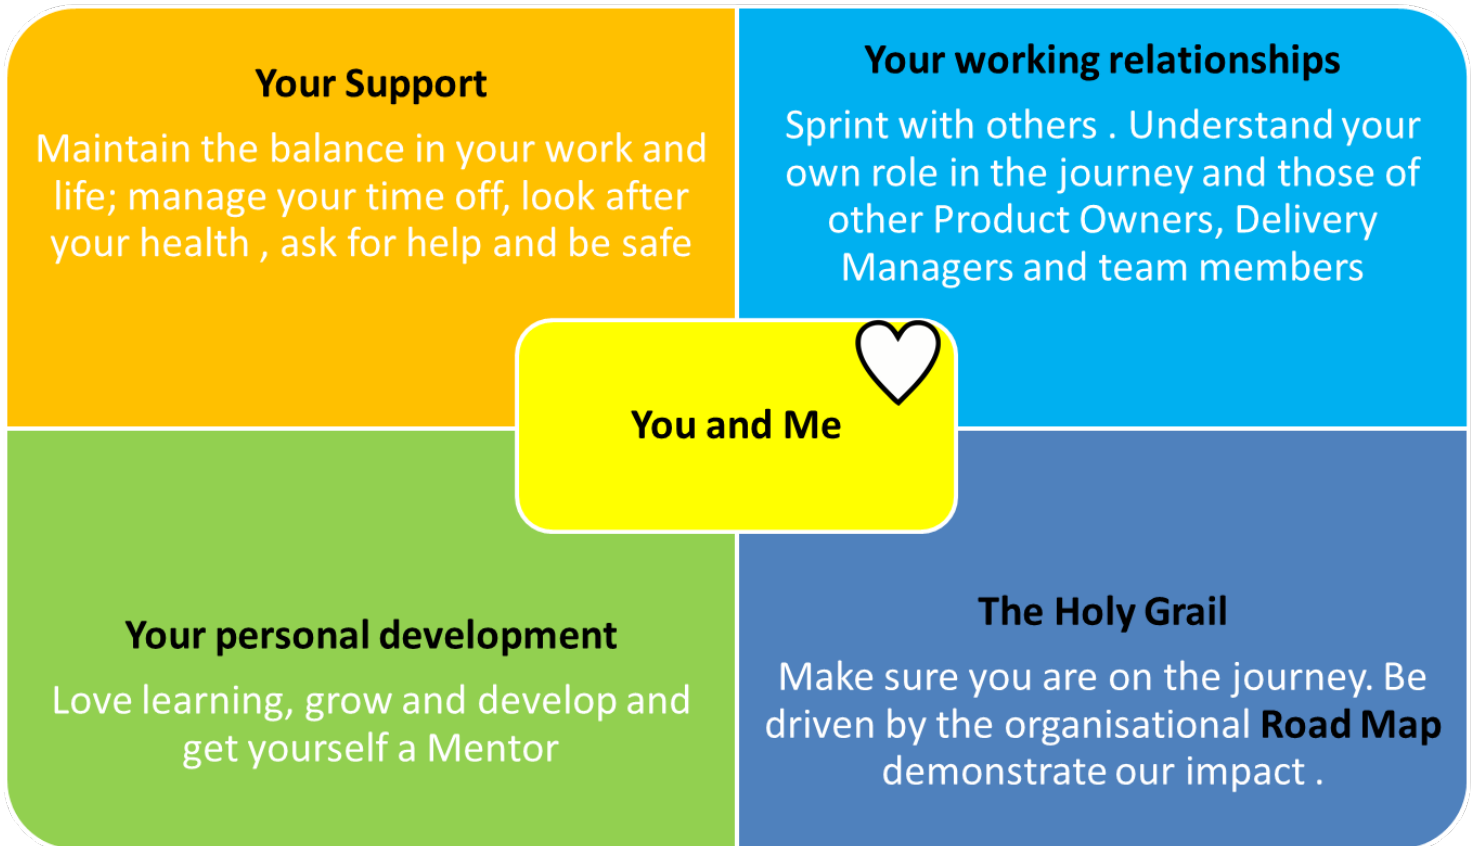 Your Support
Maintain the balance in your work and
life; manage your time off, look after
your health , ask for help and be safe
Your working relationships
Sprint with others . Understand your
own role in the journey and those of
other Product Owners, Delivery
Managers and team members
You and Me
Your personal development
Love learning, grow and develop and
get yourself a Mentor
The Holy Grail
Make sure you are on the journey. Be
driven by the organisational Road Map
demonstrate our impact .